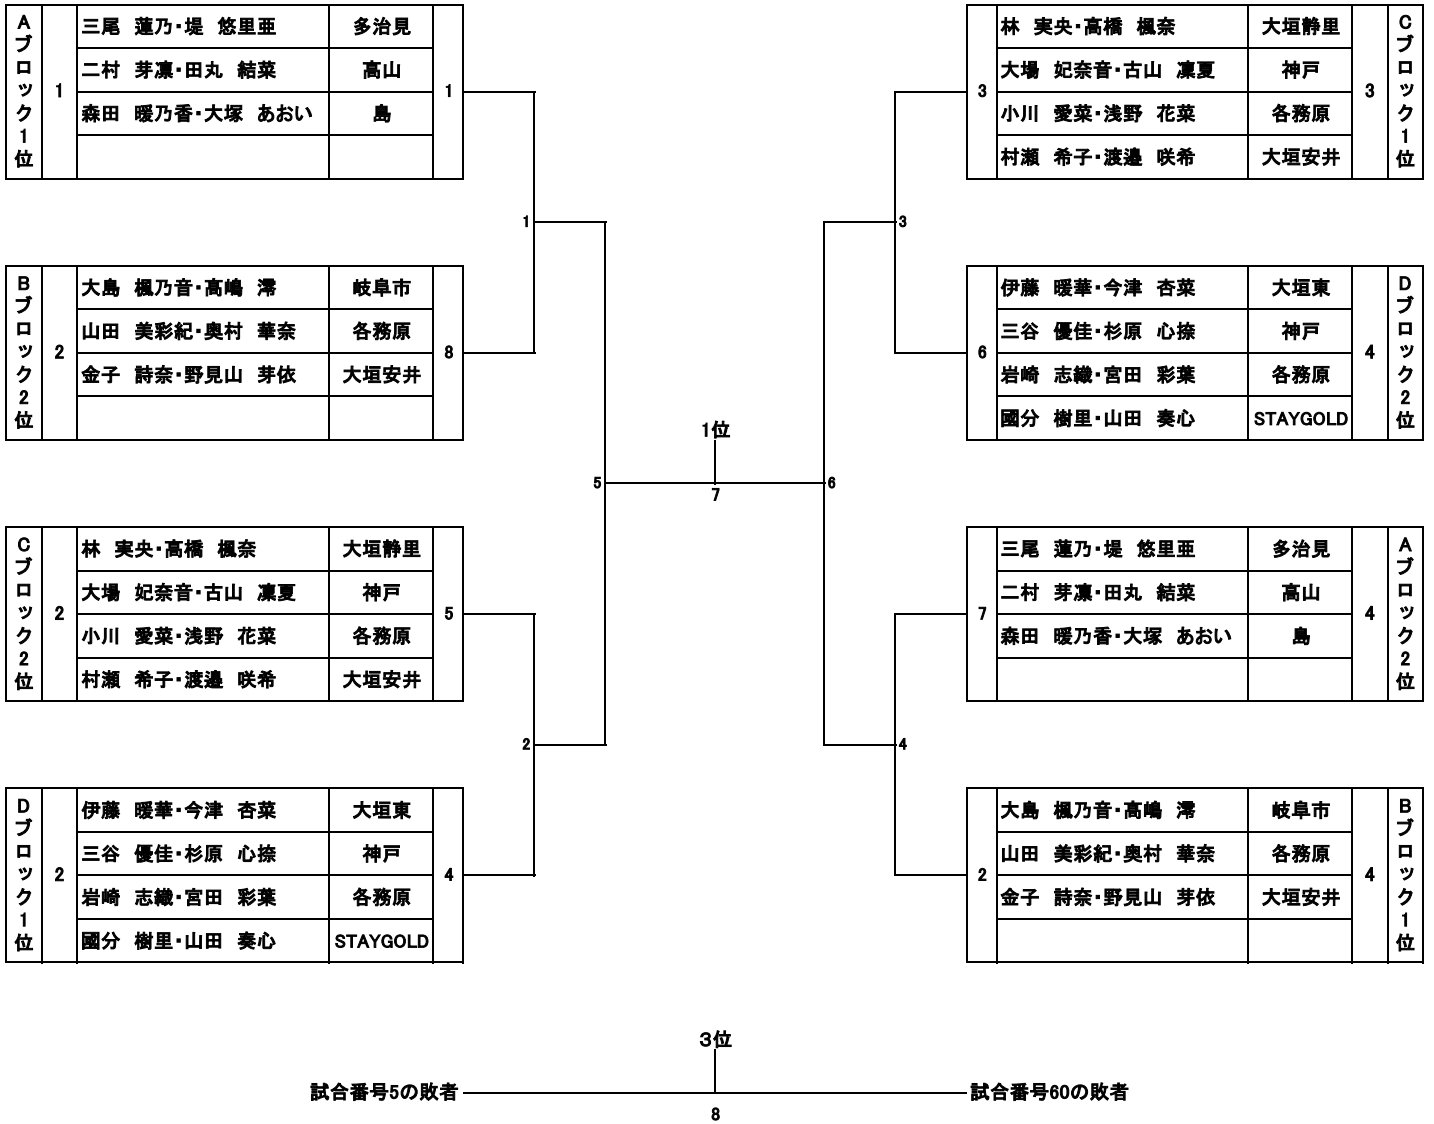 Aブロック1位
1
三尾 蓮乃・堤 悠里亜 多治見
二村 芽凛・田丸 結菜 高山
森田 暖乃香・大塚 あおい 島
1
Bブロック2位
2
大島 楓乃音・高嶋 澪 岐阜市
山田 美彩紀・奥村 華奈 各務原
金子 詩奈・野見山 芽依 大垣安井
8
Cブロック2位
2
林 実央・高橋 楓奈 大垣静里
大場 妃奈音・古山 凜夏 神戸
小川 愛菜・浅野 花菜 各務原
村瀬 希子・渡邉 咲希 大垣安井
5
Dブロック1位
2
伊藤 暖華・今津 杏菜 大垣東
三谷 優佳・杉原 心捺 神戸
岩崎 志織・宮田 彩葉 各務原
國分 樹里・山田 奏心 STAYGOLD
4
1
2
5
1位
7
6
3
4
3
林 実央・高橋 楓奈 大垣静里
大場 妃奈音・古山 凜夏 神戸
小川 愛菜・浅野 花菜 各務原
村瀬 希子・渡邉 咲希 大垣安井
3
Cブロック1位
6
伊藤 暖華・今津 杏菜 大垣東
三谷 優佳・杉原 心捺 神戸
岩崎 志織・宮田 彩葉 各務原
國分 樹里・山田 奏心 STAYGOLD
4
Dブロック2位
7
三尾 蓮乃・堤 悠里亜 多治見
二村 芽凛・田丸 結菜 高山
森田 暖乃香・大塚 あおい 島
4
Aブロック2位
2
大島 楓乃音・高嶋 澪 岐阜市
山田 美彩紀・奥村 華奈 各務原
金子 詩奈・野見山 芽依 大垣安井
4
Bブロック1位
3位
試合番号5の敗者
試合番号60の敗者
8